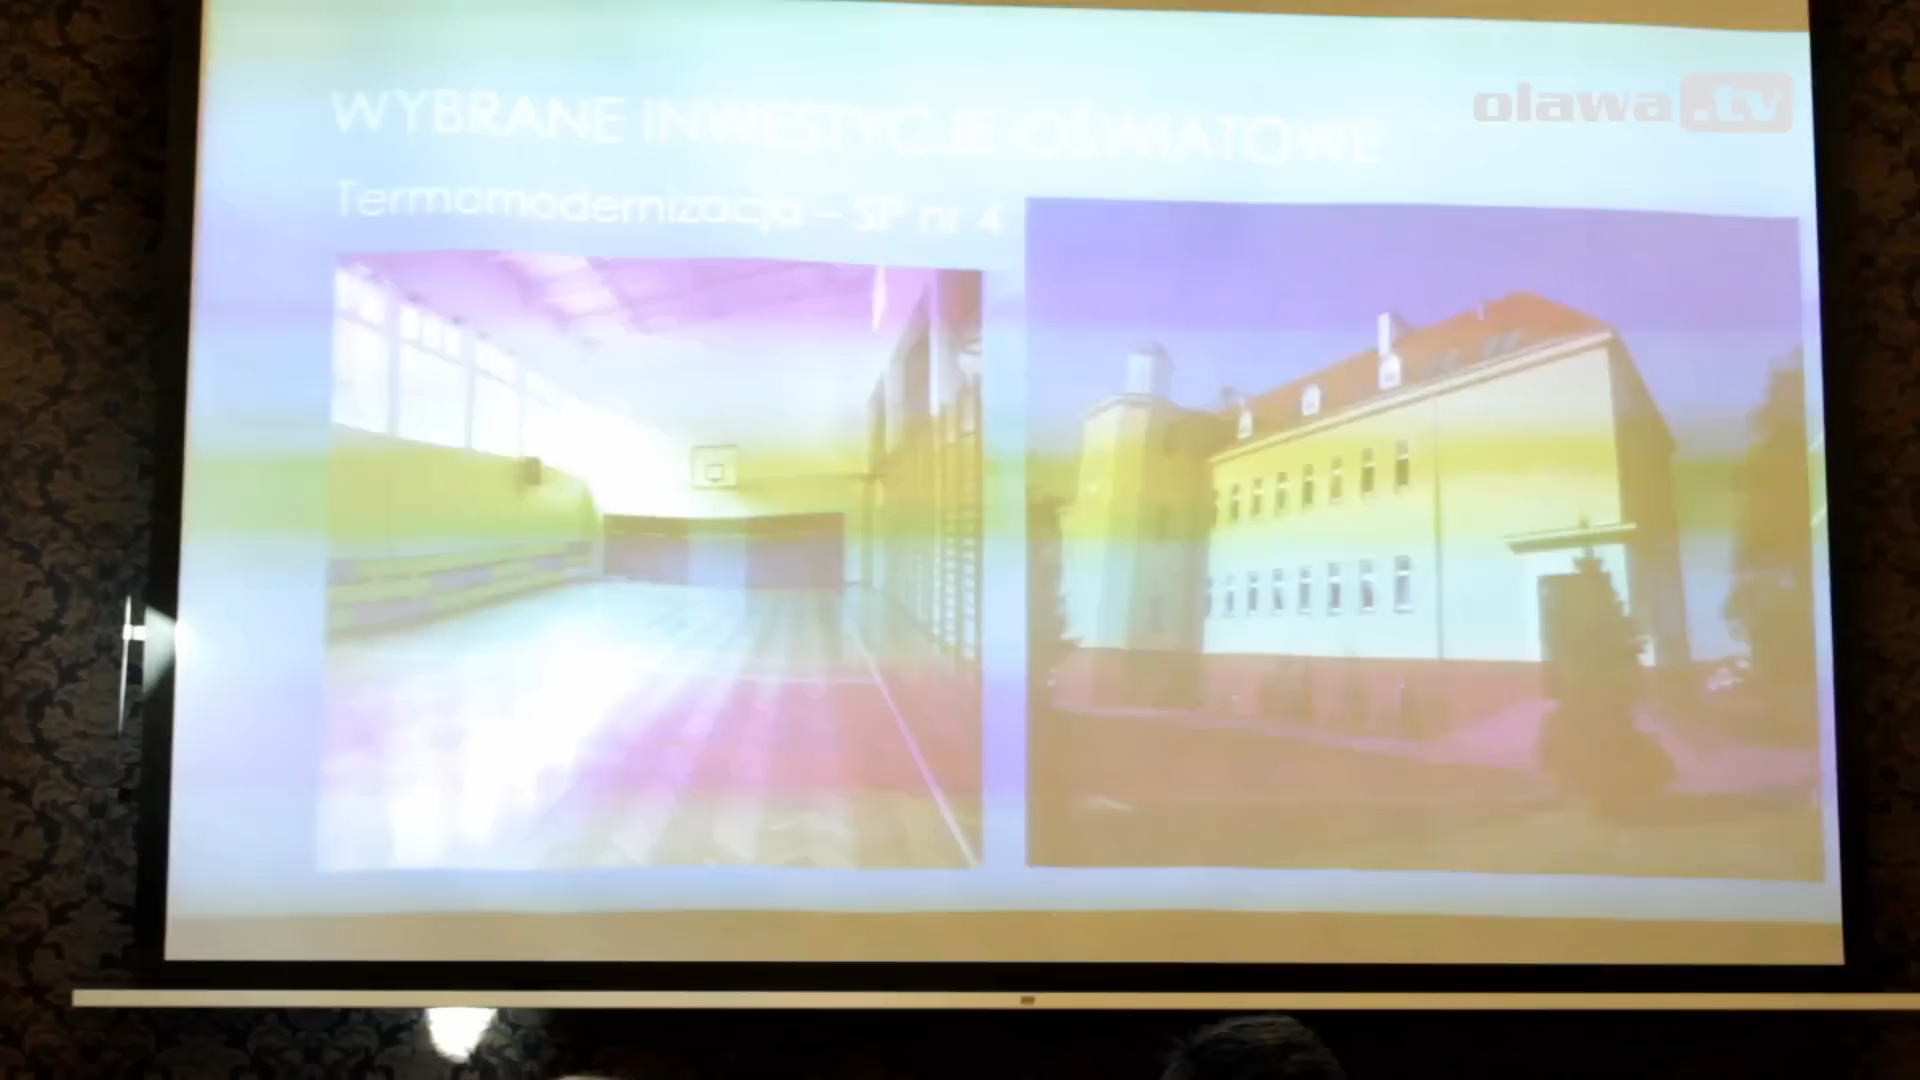 WYBRANE INWESTYCJE OŚWIATOWE
olawa.tv
Termomodernizacja – SP nr 4